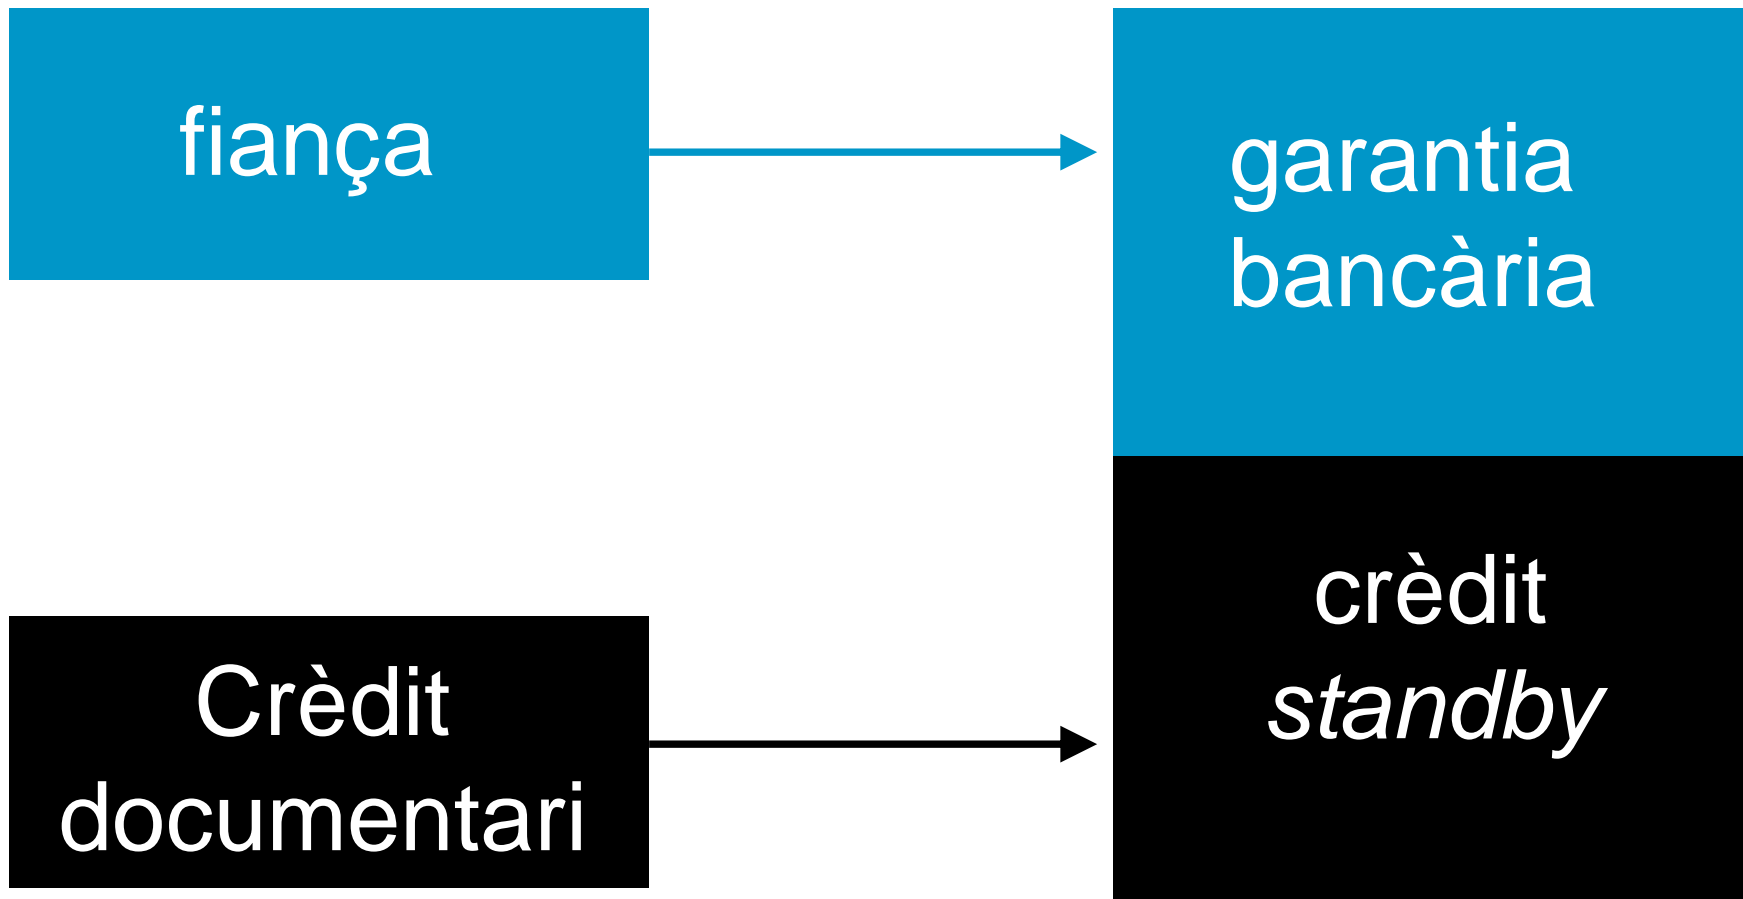 fiança
garantia
bancària
Crèdit
documentari
crèdit
standby